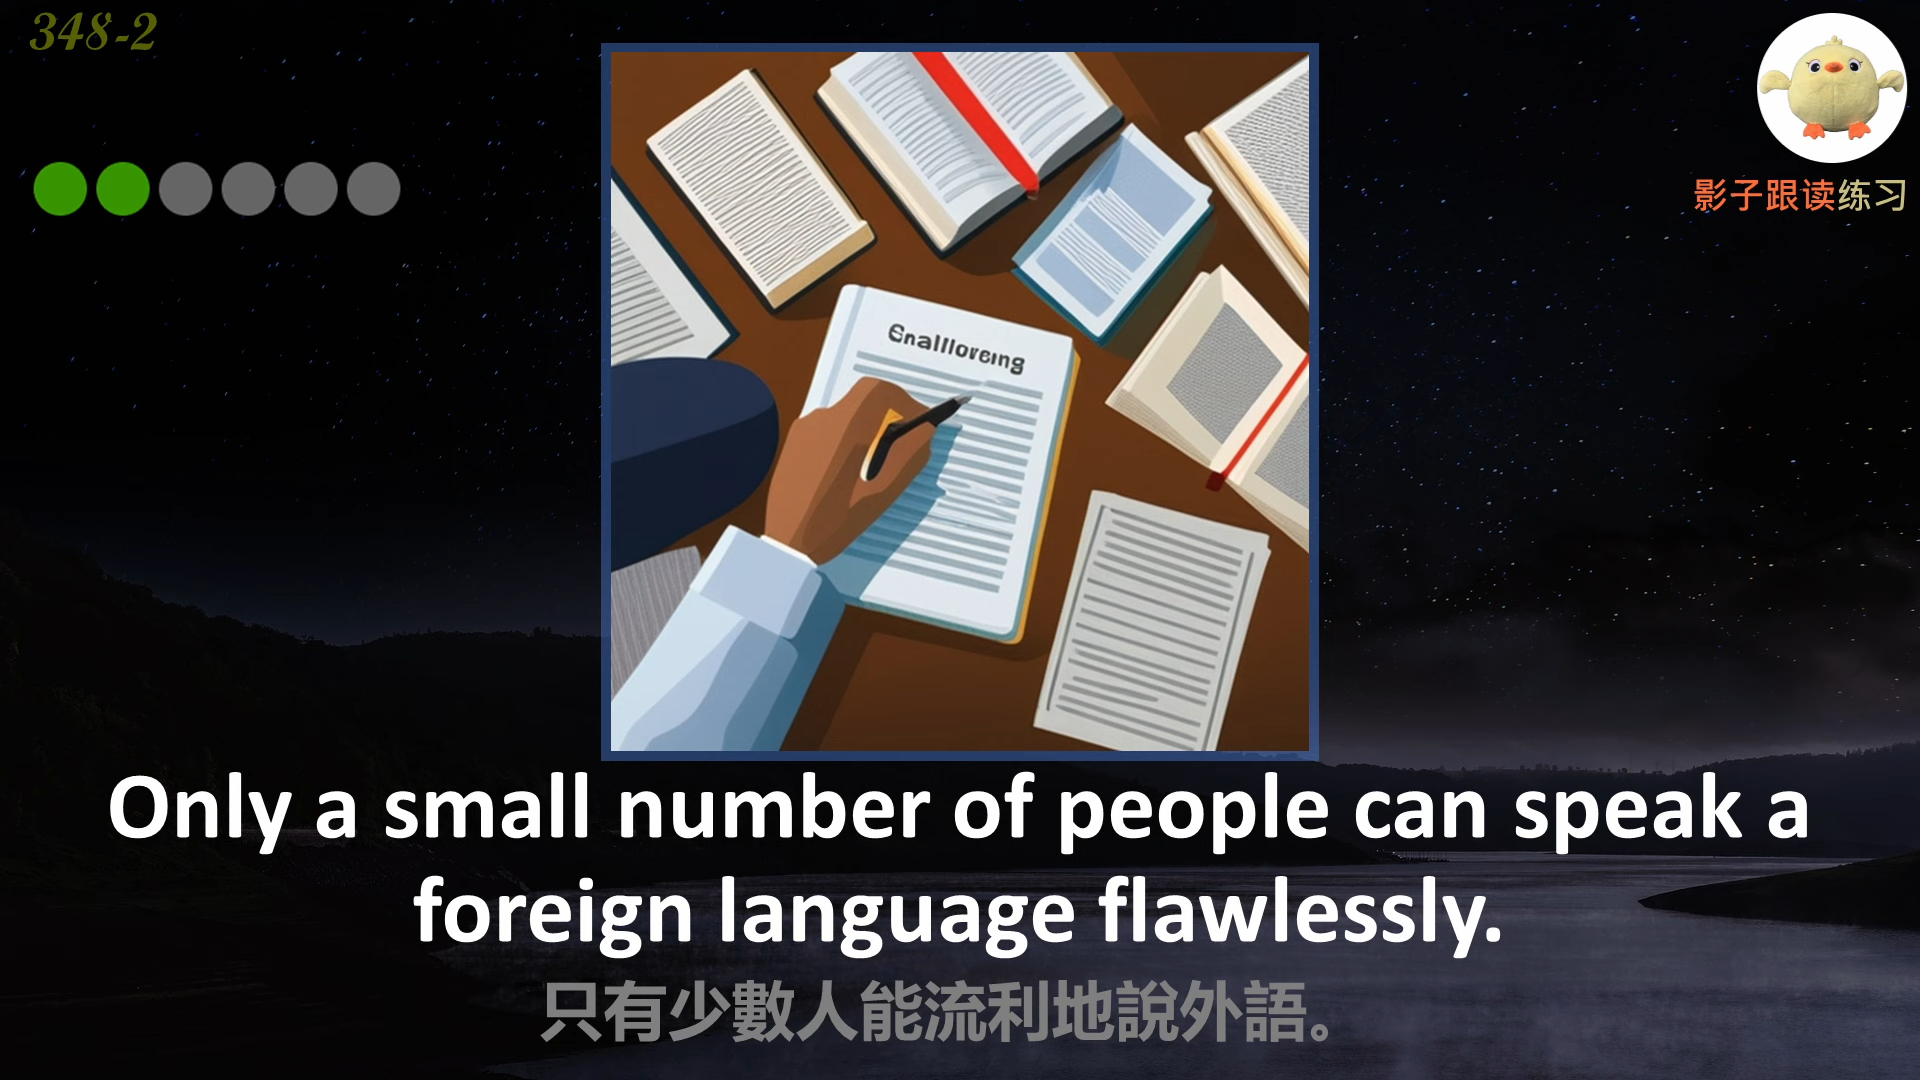 348-2
影子跟读练习
Gnalloreing
Only a small number of people can speak a
foreign language flawlessly.
只有少數人能流利地說外語。